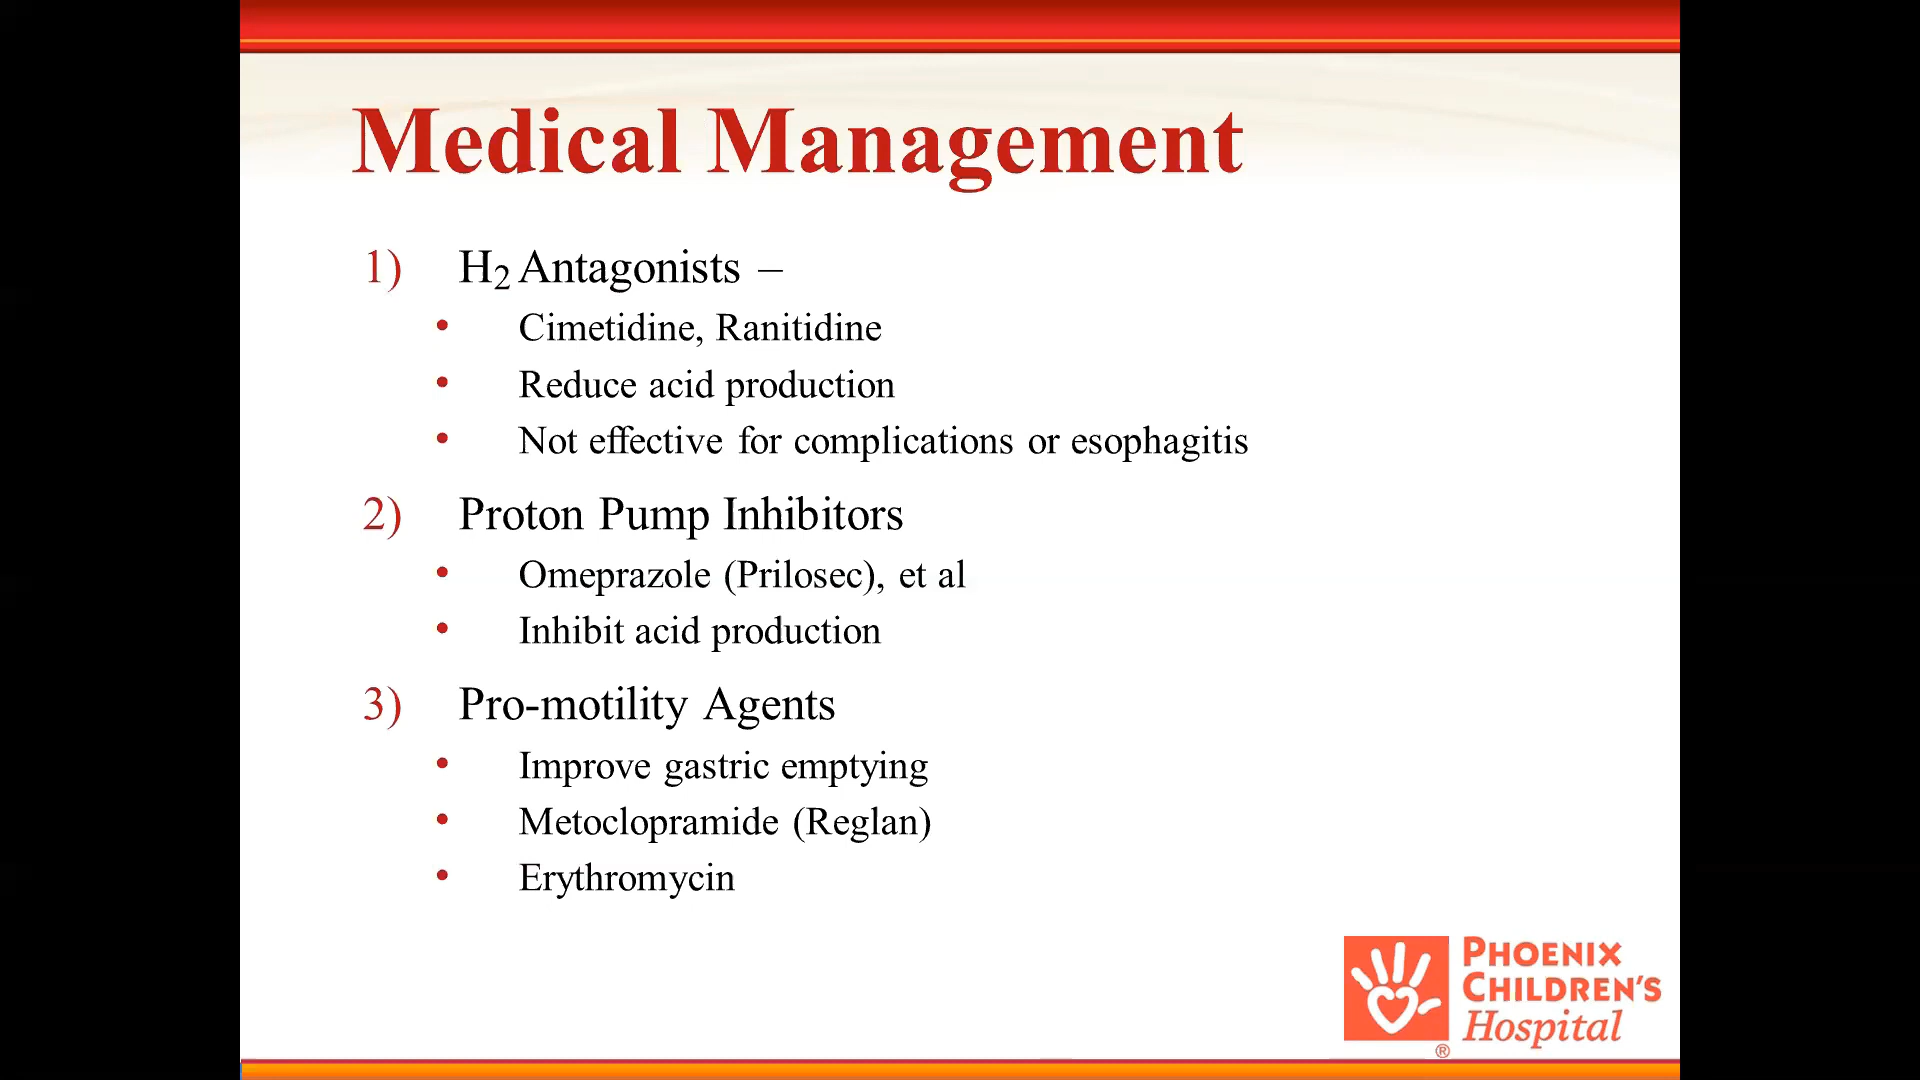 Medical Management
1) H2 Antagonists –
• Cimetidine, Ranitidine
• Reduce acid production
• Not effective for complications or esophagitis
2) Proton Pump Inhibitors
• Omeprazole (Prilosec), et al
• Inhibit acid production
3) Pro-motility Agents
• Improve gastric emptying
• Metoclopramide (Reglan)
• Erythromycin
PHOENIX
CHILDREN'S
Hospital
®